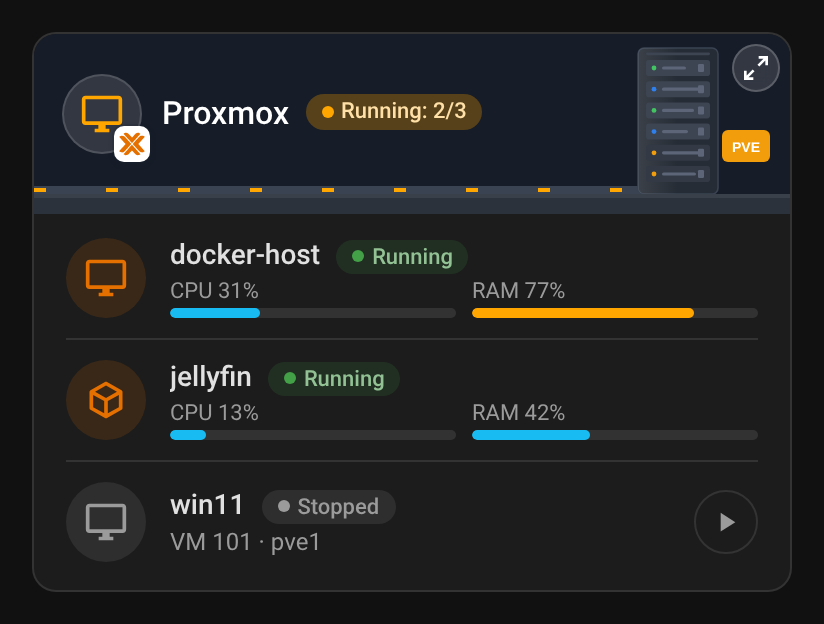 Proxmox
Running: 2/3
PVE
docker-host
Running
CPU 31%
RAM 77%
jellyfin
Running
CPU 13%
RAM 42%
win11
Stopped
VM 101 · pve1